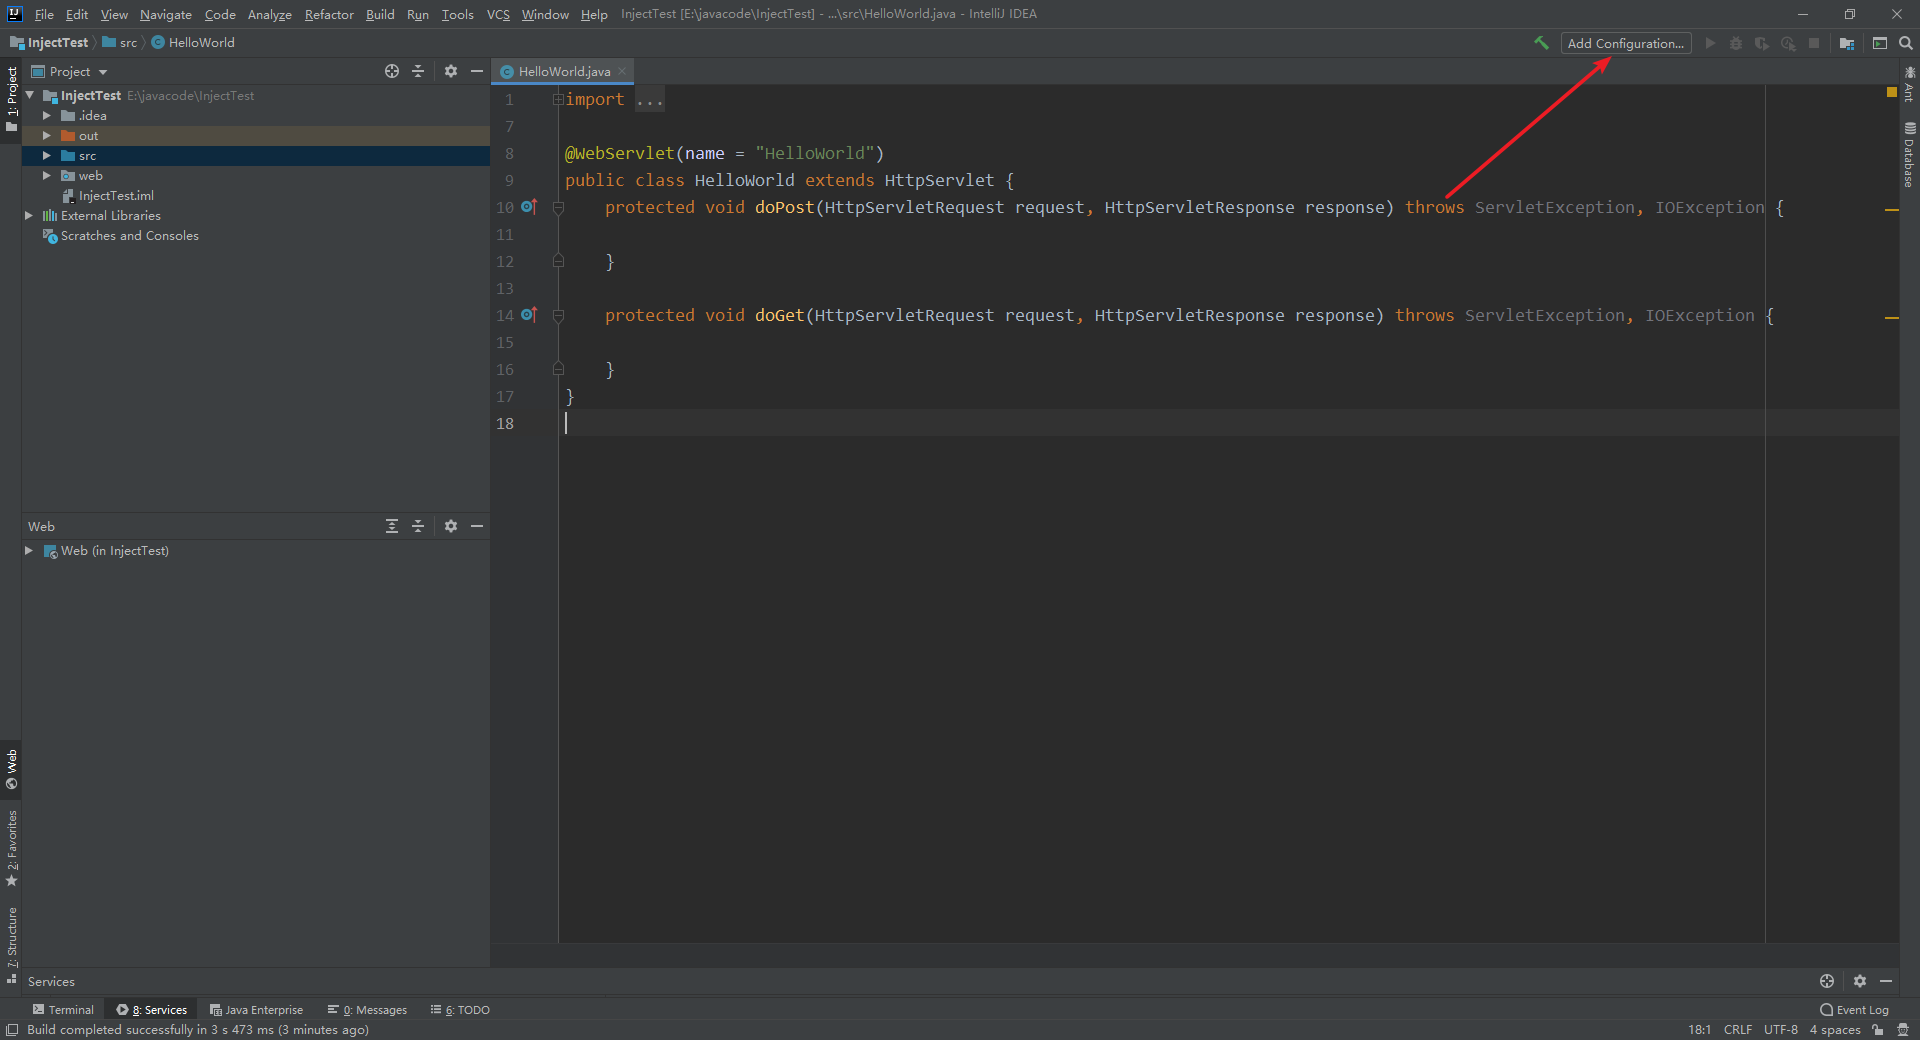 File Edit View Navigate Code Analyze Refactor Build Run Tools VCS Window Help InjectTest [E:\javacode\InjectTest] - ...\src\HelloWorld.java - IntelliJ IDEA
InjectTest src HelloWorld
Add Configuration...
Project
HelloWorld.java
InjectTest E:\javacode\InjectTest
.idea
out
src
web
InjectTest.iml
External Libraries
Scratches and Consoles
1 import ...
7
8 @WebServlet(name = "HelloWorld")
9 public class HelloWorld extends HttpServlet {
10 protected void doPost(HttpServletRequest request, HttpServletResponse response) throws ServletException, IOException {
11
12 }
13
14 protected void doGet(HttpServletRequest request, HttpServletResponse response) throws ServletException, IOException {
15
16 }
17 }
18
Web
Web (in InjectTest)
1: Project
Web
2: Favorites
7: Structure
Ant
Database
Services
Terminal 8: Services Java Enterprise 0: Messages 6: TODO Event Log
Build completed successfully in 3 s 473 ms (3 minutes ago) 18:1 CRLF UTF-8 4 spaces